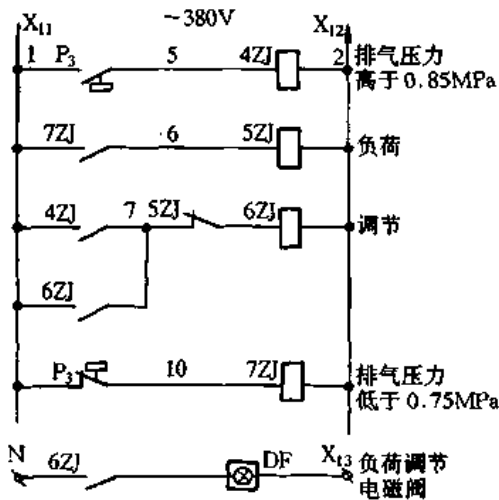 X₁₁ ~380V X₁₂
1 P₃ 5 4ZJ 2 排气压力
高于0.85MPa
7ZJ 6 5ZJ 负荷
4ZJ 7 5ZJ 6ZJ 调节
6ZJ
P₃ 10 7ZJ 排气压力
低于0.75MPa
N 6ZJ DF Xₜ₃ 负荷调节
电磁阀